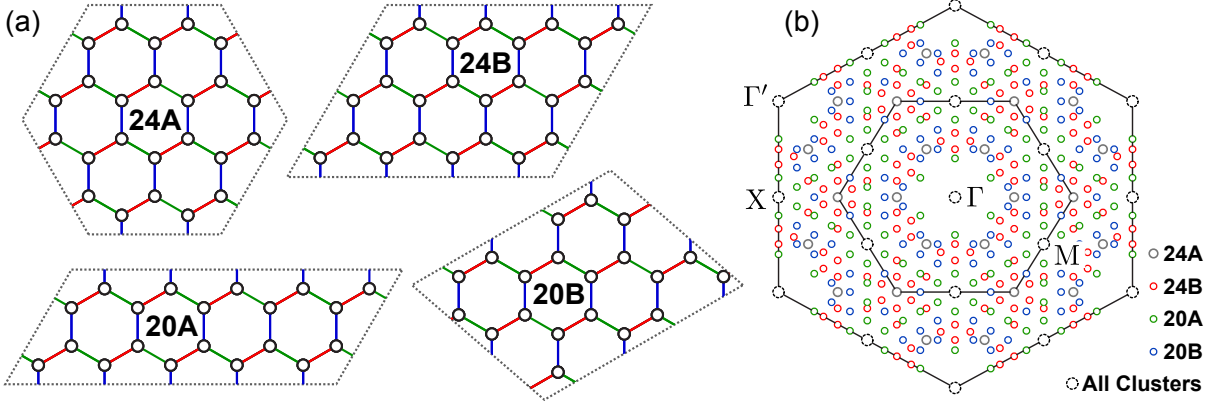 (a)
24A
24B
20A
20B
(b)
Γ′
X
Γ
M
24A
24B
20A
20B
All Clusters